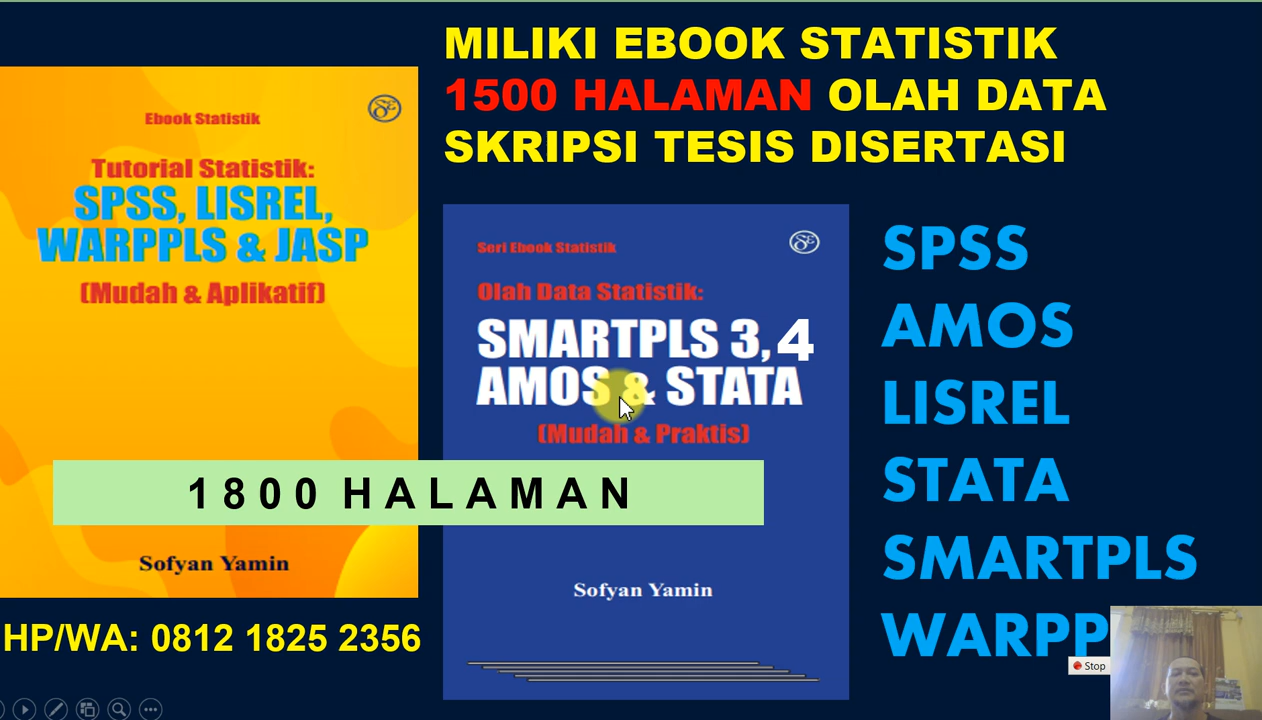 MILIKI EBOOK STATISTIK
1500 HALAMAN OLAH DATA
SKRIPSI TESIS DISERTASI
Ebook Statistik
Tutorial Statistik:
SPSS, LISREL,
WARPPLS & JASP
(Mudah & Aplikatif)
Sofyan Yamin
Seri Ebook Statistik
Olah Data Statistik:
SMARTPLS 3,4
AMOS & STATA
(Mudah & Praktis)
Sofyan Yamin
1800 HALAMAN
SPSS
AMOS
LISREL
STATA
SMARTPLS
WARPP
HP/WA: 0812 1825 2356
Stop